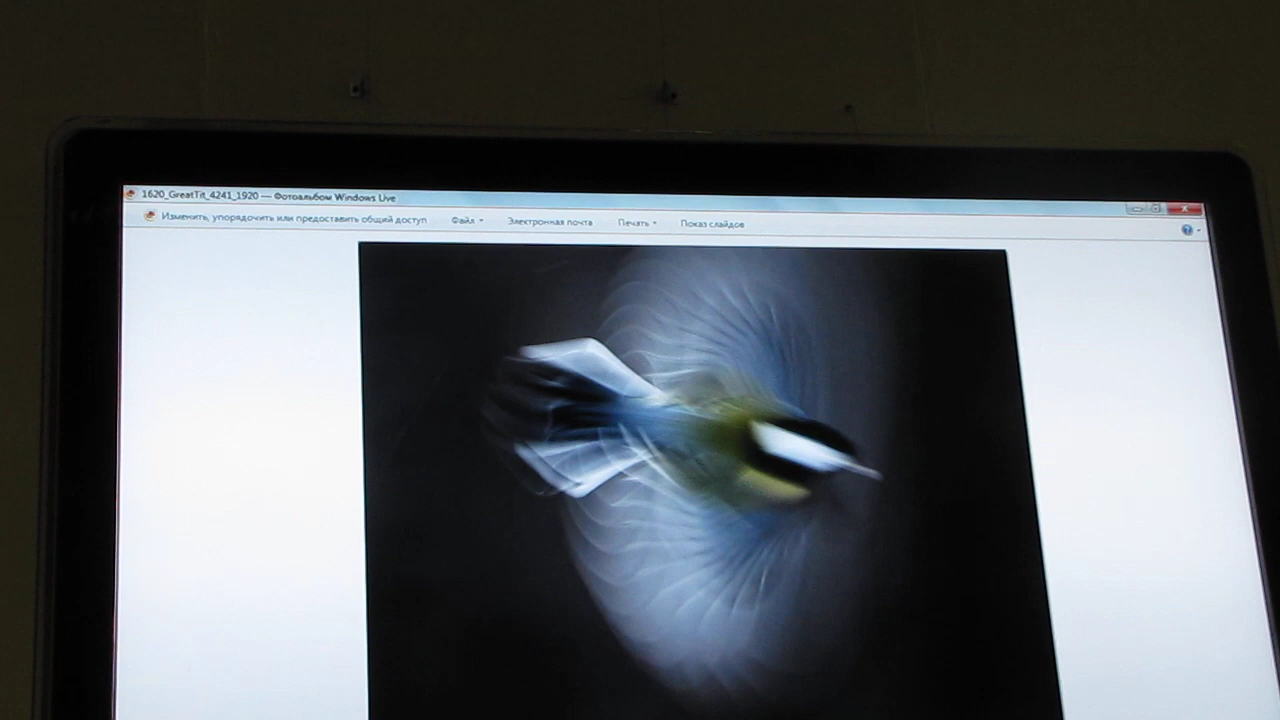 1620_GreatTit_4241_1920 — Фотоальбом Windows Live
Изменить, упорядочить или предоставить общий доступ Файл Электронная почта Печать Показ слайдов